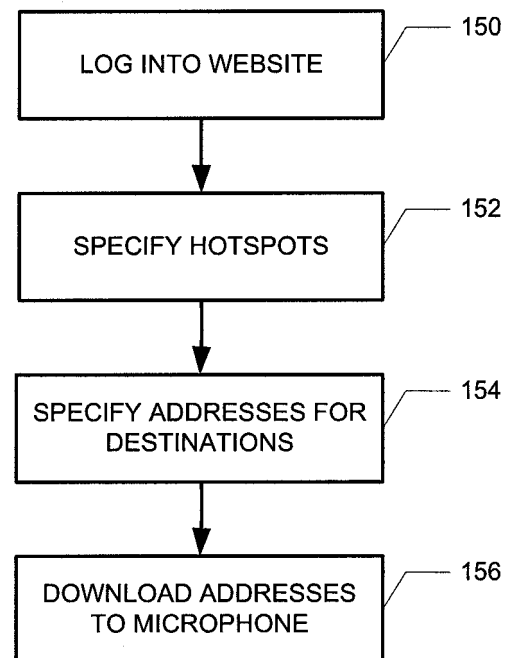 LOG INTO WEBSITE
150
SPECIFY HOTSPOTS
152
SPECIFY ADDRESSES FOR
DESTINATIONS
154
DOWNLOAD ADDRESSES
TO MICROPHONE
156